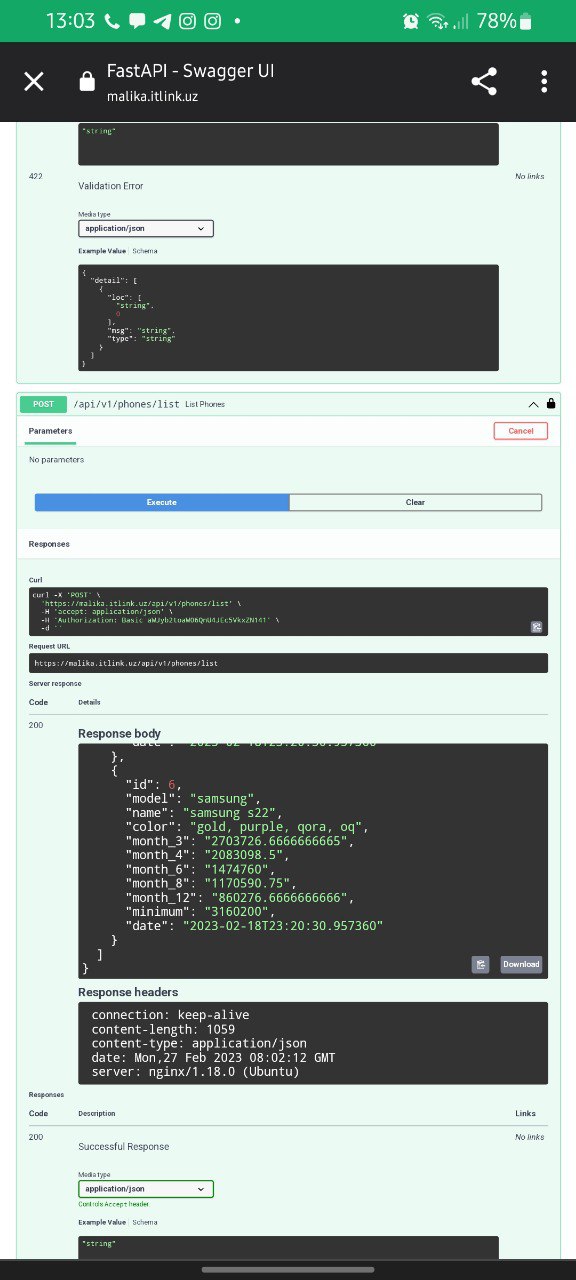 13:03
78%
FastAPI - Swagger UI
malika.itlink.uz
"string"
422
Validation Error
No links
Media type
application/json
Example Value
Schema
{
"detail": [
{
"loc": [
"string",
0
],
"msg": "string",
"type": "string"
}
]
}
POST /api/v1/phones/list List Phones
Parameters
Cancel
No parameters
Execute
Clear
Responses
Curl
curl -X 'POST' \
'https://malika.itlink.uz/api/v1/phones/list' \
-H 'accept: application/json' \
-H 'Authorization: Basic
-d ''
Request URL
https://malika.itlink.uz/api/v1/phones/list
Server response
Code
Details
200
Response body
"date": "2023-02-18T23:20:30.957360"
},
{
"id": 6,
"model": "samsung",
"name": "samsung s22",
"color": "gold, purple, qora, oq",
"month_3": "2703726.6666666665",
"month_4": "2083098.5",
"month_6": "1474760",
"month_8": "1170590.75",
"month_12": "860276.6666666666",
"minimum": "3160200",
"date": "2023-02-18T23:20:30.957360"
}
]
}
Download
Response headers
connection: keep-alive
content-length: 1059
content-type: application/json
date: Mon,27 Feb 2023 08:02:12 GMT
server: nginx/1.18.0 (Ubuntu)
Responses
Code
Description
Links
200
Successful Response
No links
Media type
application/json
Controls Accept header.
Example Value
Schema
"string"